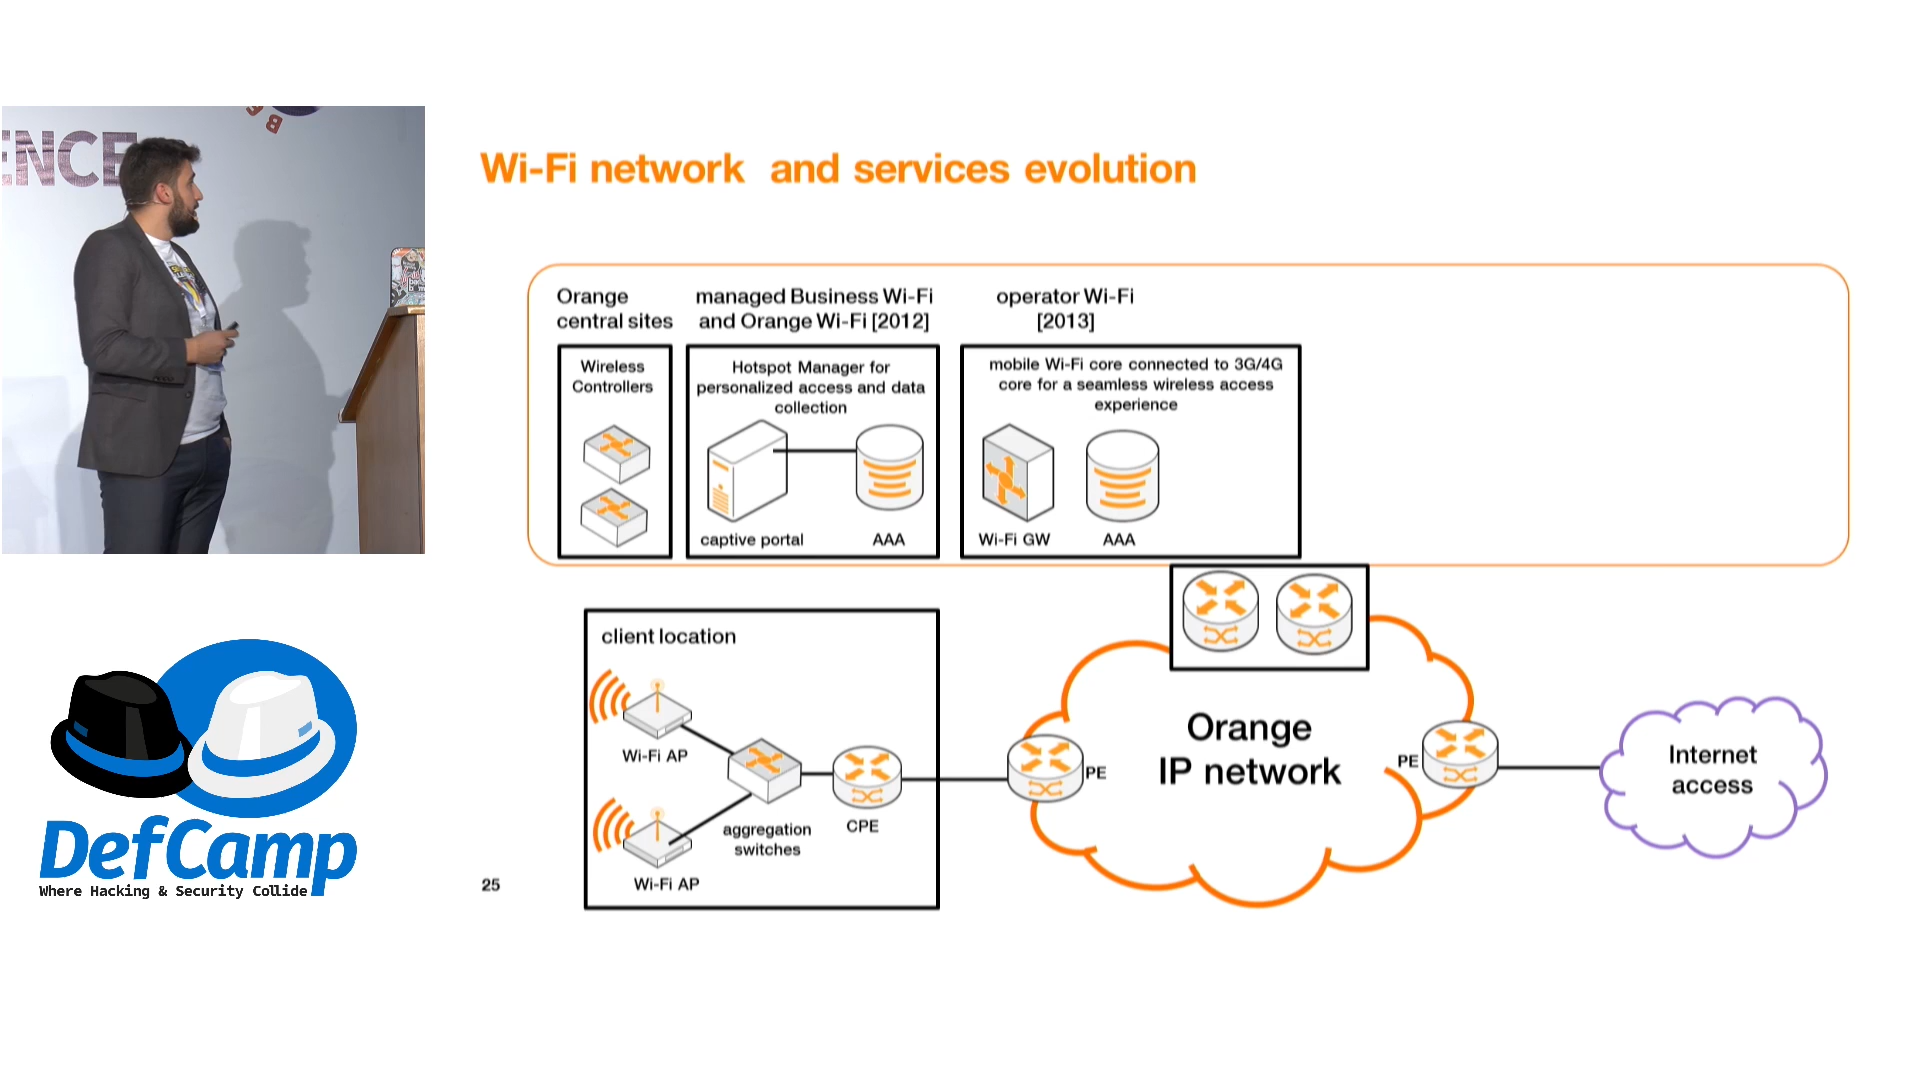 ENCE
Wi-Fi network and services evolution
Orange
central sites
managed Business Wi-Fi
and Orange Wi-Fi [2012]
operator Wi-Fi
[2013]
Wireless
Controllers
Hotspot Manager for
personalized access and data
collection
captive portal
AAA
mobile Wi-Fi core connected to 3G/4G
core for a seamless wireless access
experience
Wi-Fi GW
AAA
client location
Wi-Fi AP
Wi-Fi AP
aggregation
switches
CPE
PE
Orange
IP network
PE
Internet
access
25
DefCamp
Where Hacking & Security Collide